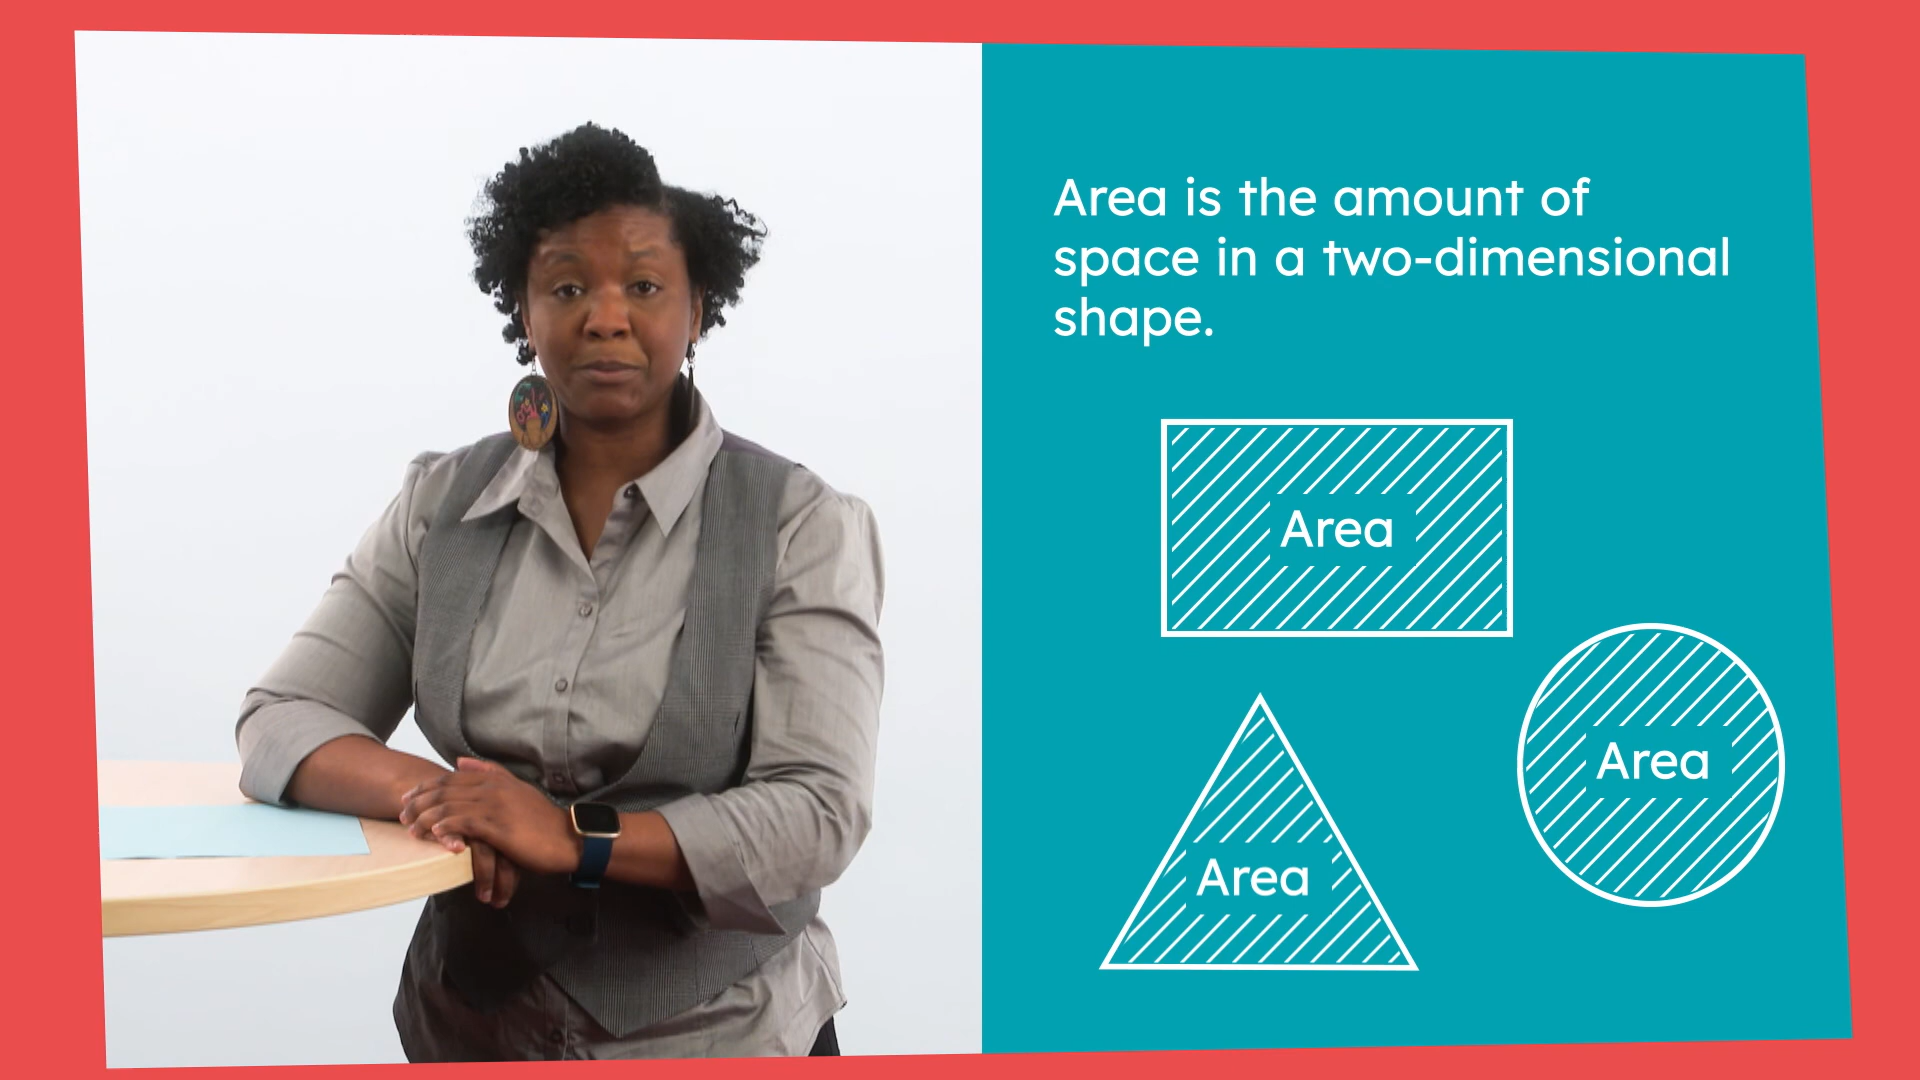 Area is the amount of
space in a two-dimensional
shape.
Area
Area
Area